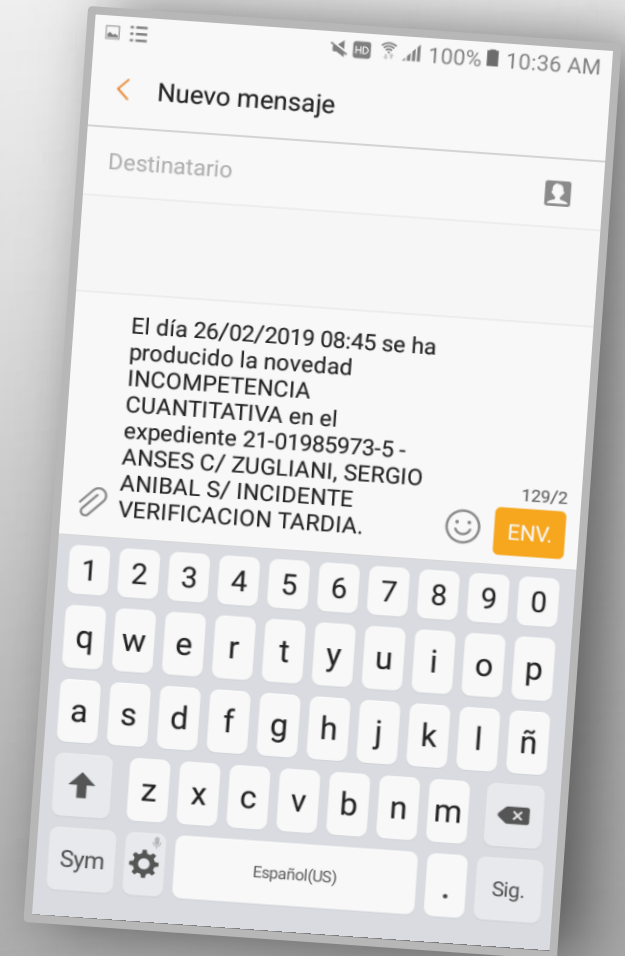 HD 100% 10:36 AM
Nuevo mensaje
Destinatario
El día 26/02/2019 08:45 se ha
producido la novedad
INCOMPETENCIA
CUANTITATIVA en el
expediente 21-01985973-5 -
ANSES C/ ZUGLIANI, SERGIO
ANIBAL S/ INCIDENTE
VERIFICACION TARDIA.
129/2
ENV.
1 2 3 4 5 6 7 8 9 0
q w e r t y u i o p
a s d f g h j k l ñ
z x c v b n m
Sym Español(US) . Sig.